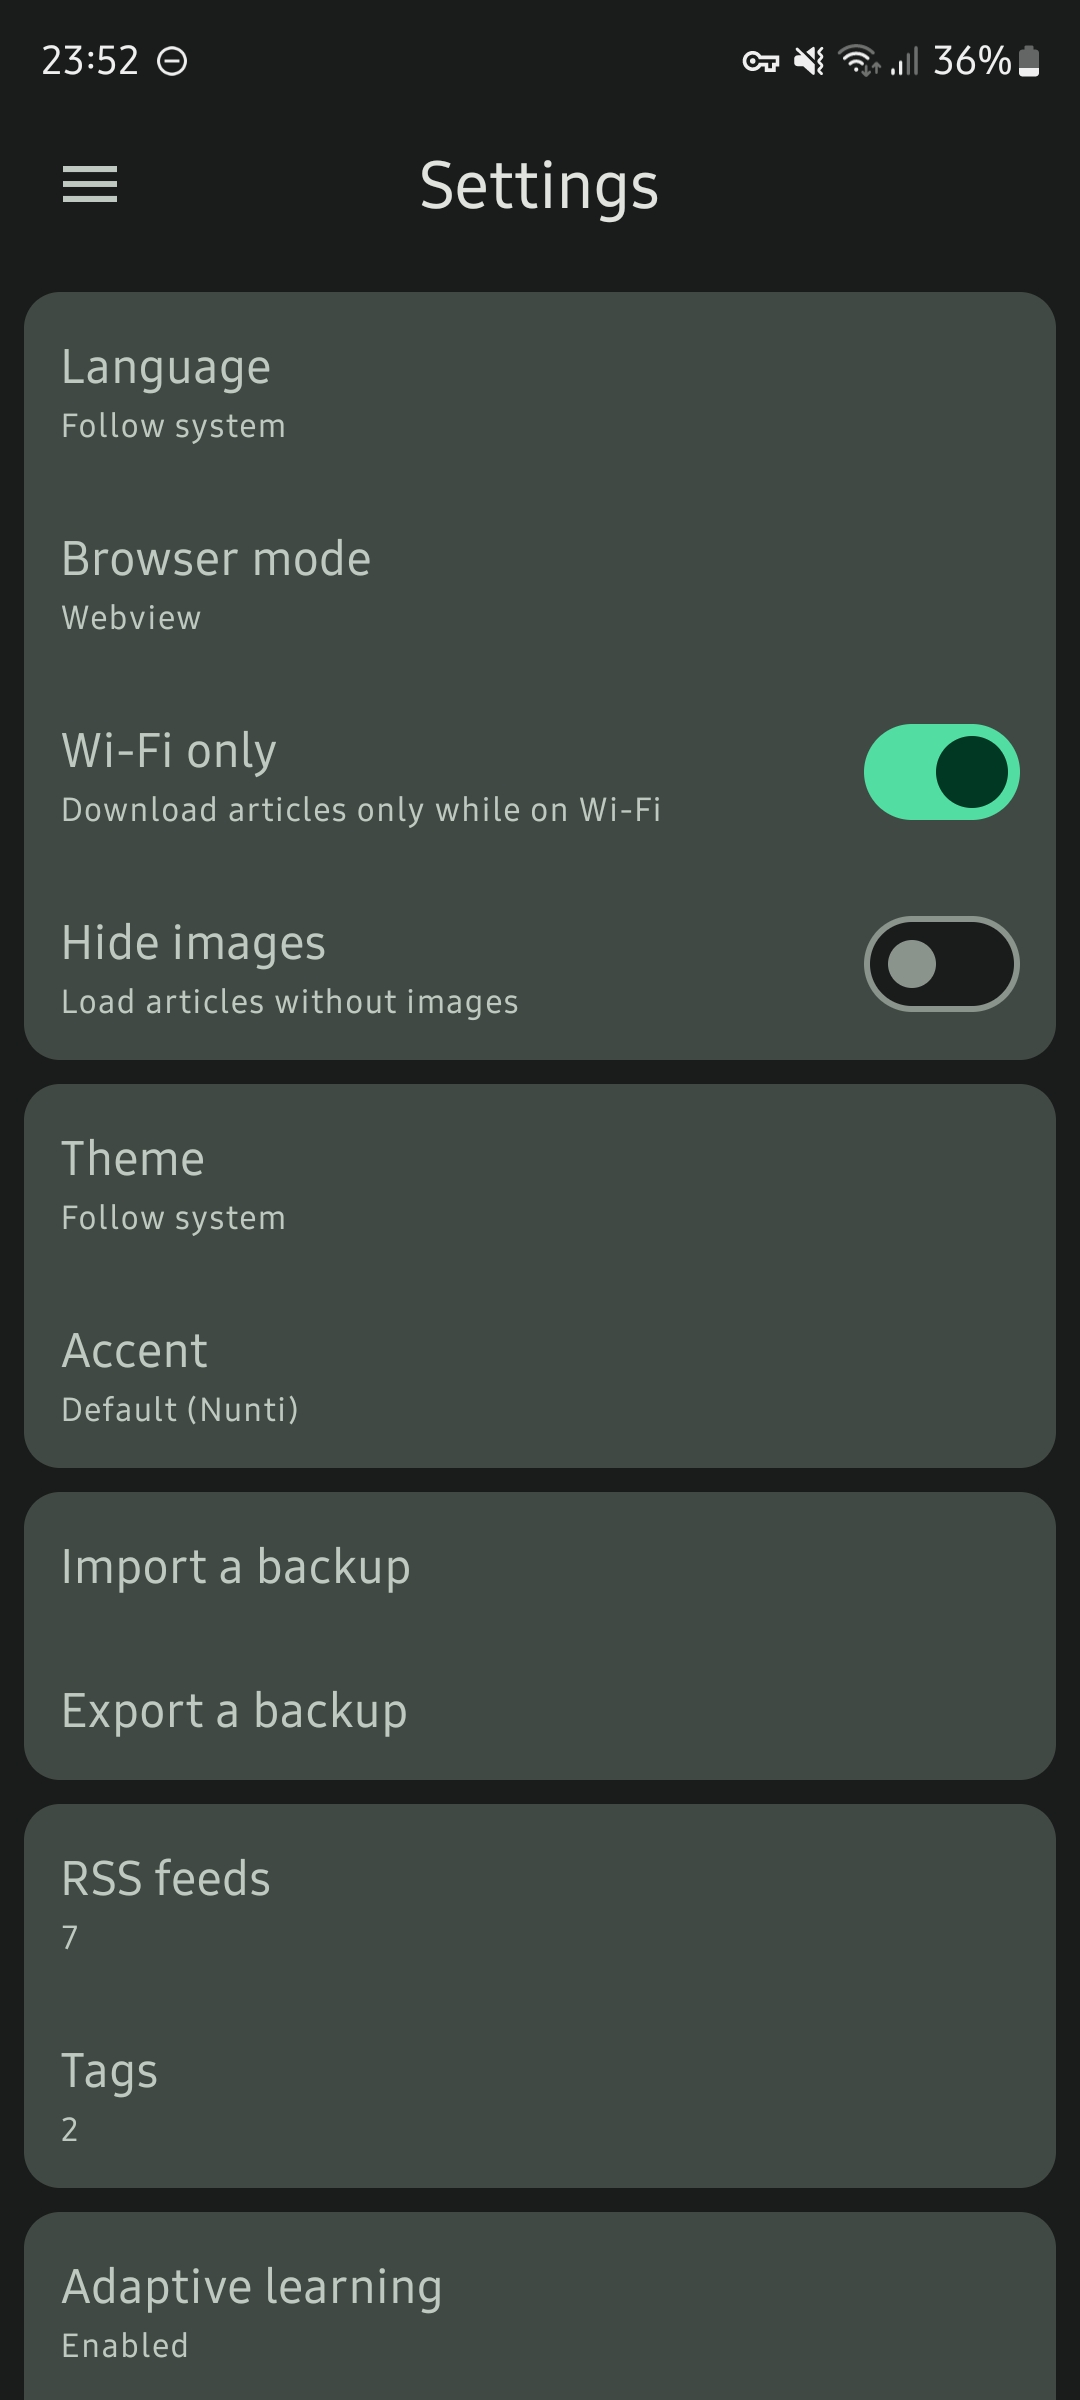 23:52
36%
Settings
Language
Follow system
Browser mode
Webview
Wi-Fi only
Download articles only while on Wi-Fi
Hide images
Load articles without images
Theme
Follow system
Accent
Default (Nunti)
Import a backup
Export a backup
RSS feeds
7
Tags
2
Adaptive learning
Enabled